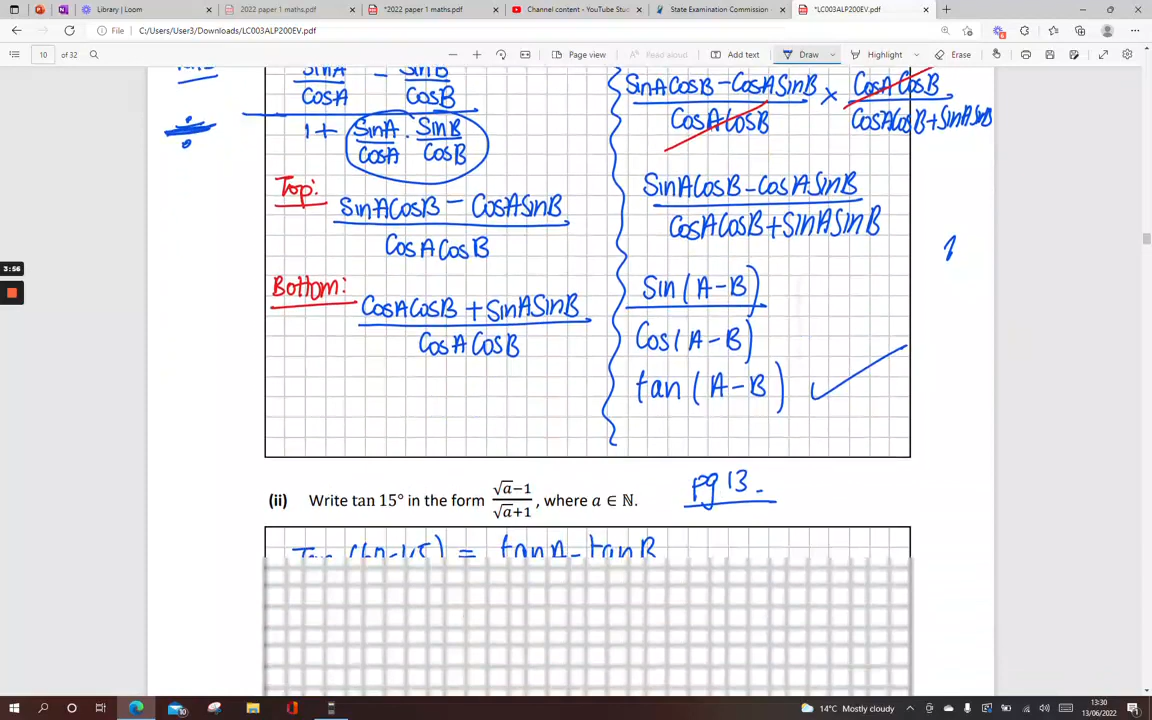 Library | Loom
2022 paper 1 maths.pdf
*2022 paper 1 maths.pdf
Channel content - YouTube Stu
State Examination Commission
*LC003ALP200EV.pdf
File
C:/Users/User3/Downloads/LC003ALP200EV.pdf
10 of 32
Page view
Read aloud
Add text
Draw
Highlight
Erase
SinA/CosA − SinB/CosB
1 + SinA/CosA · SinB/CosB
Top:
SinACosB − CosASinB
CosACosB
Bottom:
CosACosB + SinASinB
CosACosB
SinACosB − CosASinB × CosACosB
CosACosB CosACosB + SinASinB
SinACosB − CosASinB
CosACosB + SinASinB
Sin(A−B)
Cos(A−B)
tan(A−B) ✓
3:56
(ii) Write tan 15° in the form √a−1/√a+1, where a ∈ ℕ.
pg 13.
= tanA − tanB
10
14°C Mostly cloudy
13:30
13/06/2022